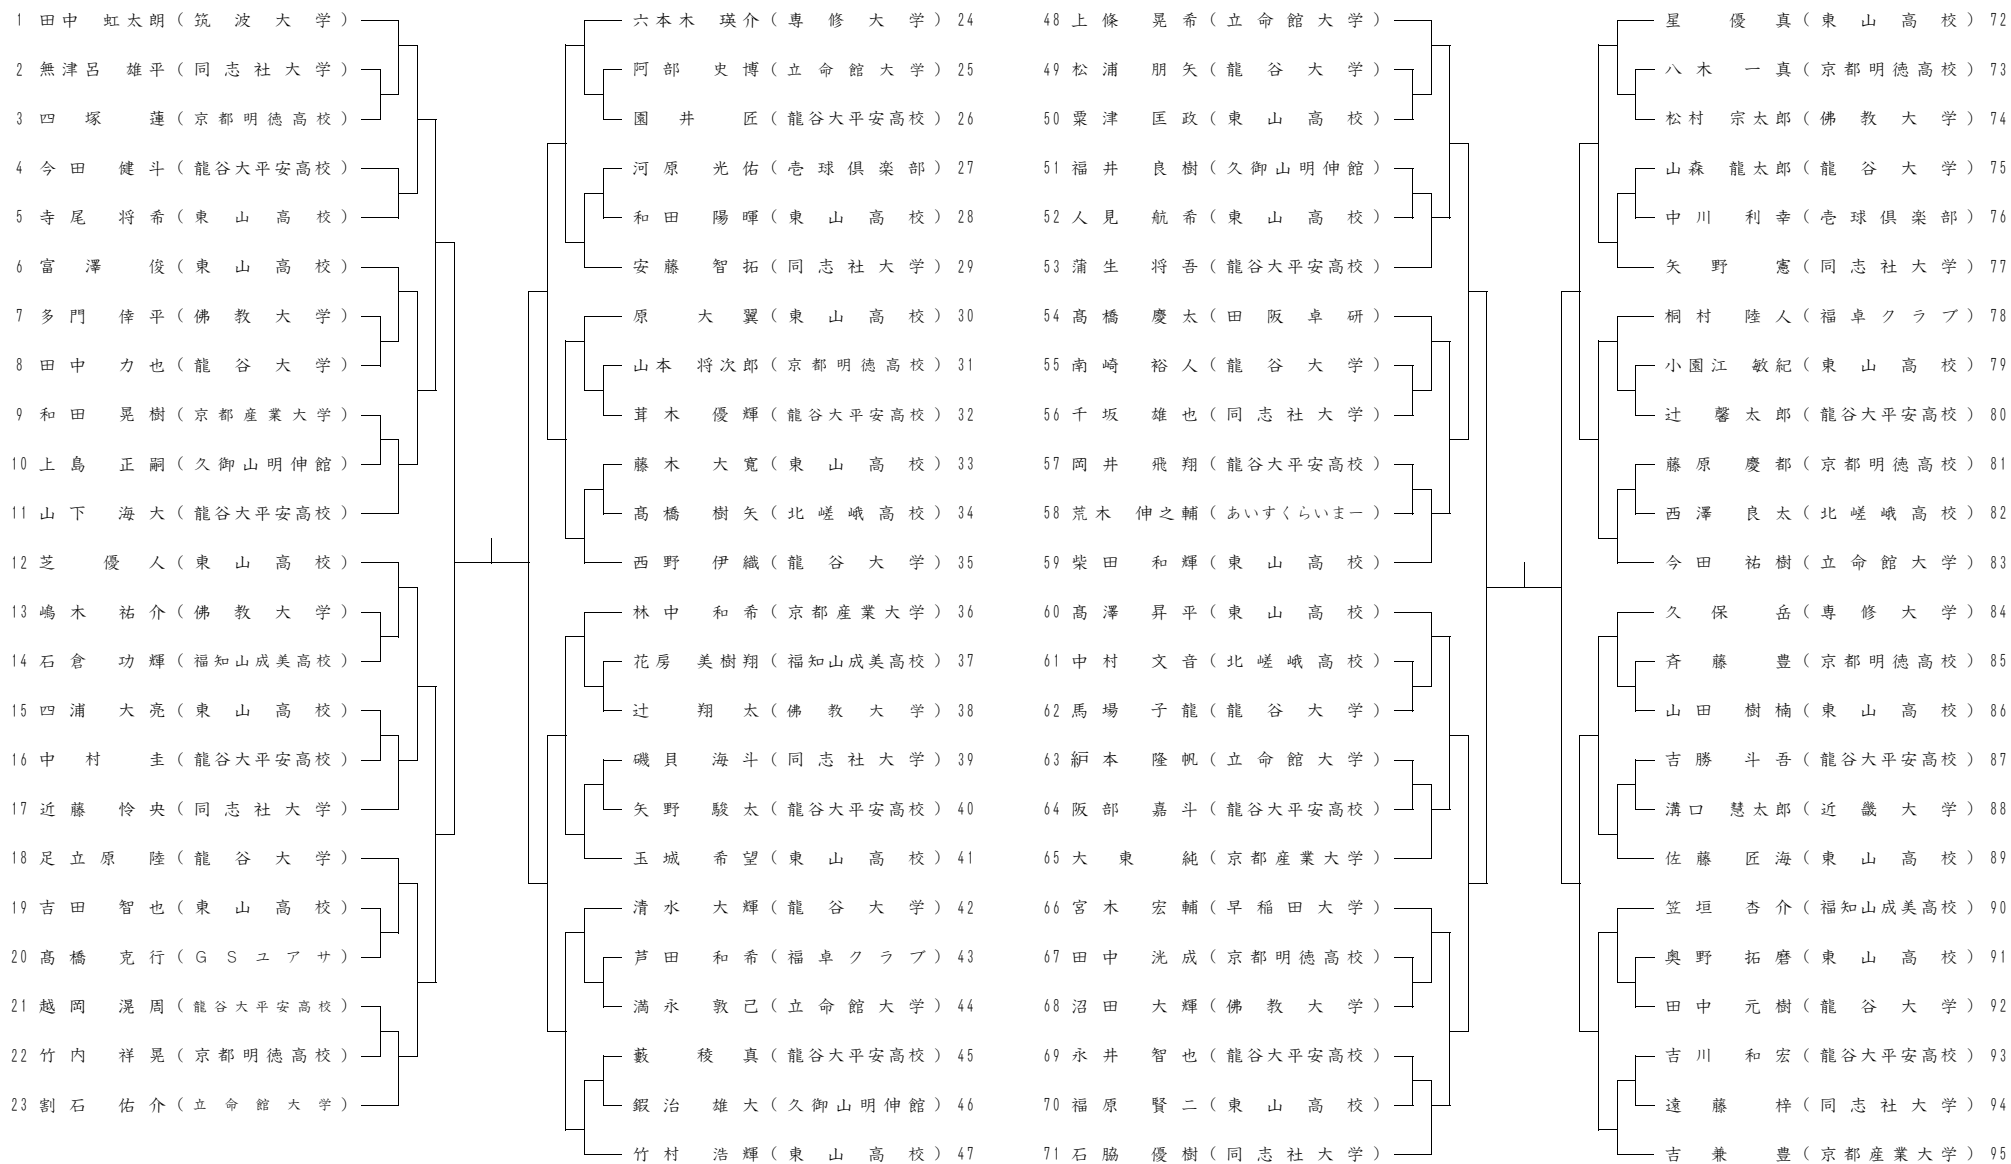 1 田中 虹太朗 (筑波大学)
2 無津呂 雄平 (同志社大学)
3 四塚 蓮 (京都明徳高校)
4 今田 健斗 (龍谷大平安高校)
5 寺尾 将希 (東山高校)
6 富澤 俊 (東山高校)
7 多門 倖平 (佛教大学)
8 田中 力也 (龍谷大学)
9 和田 晃樹 (京都産業大学)
10 上島 正嗣 (久御山明伸館)
11 山下 海大 (龍谷大平安高校)
12 芝 優人 (東山高校)
13 嶋木 祐介 (佛教大学)
14 石倉 功輝 (福知山成美高校)
15 四浦 大亮 (東山高校)
16 中村 圭 (龍谷大平安高校)
17 近藤 怜央 (同志社大学)
18 足立原 陸 (龍谷大学)
19 吉田 智也 (東山高校)
20 髙橋 克行 (GSユアサ)
21 越岡 滉周 (龍谷大平安高校)
22 竹内 祥晃 (京都明徳高校)
23 割石 佑介 (立命館大学)
六本木 瑛介 (専修大学) 24
阿部 史博 (立命館大学) 25
園井 匠 (龍谷大平安高校) 26
河原 光佑 (壱球倶楽部) 27
和田 陽暉 (東山高校) 28
安藤 智拓 (同志社大学) 29
原 大翼 (東山高校) 30
山本 将次郎 (京都明徳高校) 31
茸木 優輝 (龍谷大平安高校) 32
藤木 大寛 (東山高校) 33
髙橋 樹矢 (北嵯峨高校) 34
西野 伊織 (龍谷大学) 35
林中 和希 (京都産業大学) 36
花房 美樹翔 (福知山成美高校) 37
辻 翔太 (佛教大学) 38
磯貝 海斗 (同志社大学) 39
矢野 駿太 (龍谷大平安高校) 40
玉城 希望 (東山高校) 41
清水 大輝 (龍谷大学) 42
芦田 和希 (福卓クラブ) 43
満永 敦己 (立命館大学) 44
藪 稜真 (龍谷大平安高校) 45
鍜治 雄大 (久御山明伸館) 46
竹村 浩輝 (東山高校) 47
48 上條 晃希 (立命館大学)
49 松浦 朋矢 (龍谷大学)
50 粟津 匡政 (東山高校)
51 福井 良樹 (久御山明伸館)
52 人見 航希 (東山高校)
53 蒲生 将吾 (龍谷大平安高校)
54 髙橋 慶太 (田阪卓研)
55 南崎 裕人 (龍谷大学)
56 千坂 雄也 (同志社大学)
57 岡井 飛翔 (龍谷大平安高校)
58 荒木 伸之輔 (あいすくらいまー)
59 柴田 和輝 (東山高校)
60 髙澤 昇平 (東山高校)
61 中村 文音 (北嵯峨高校)
62 馬場 子龍 (龍谷大学)
63 本 隆帆 (立命館大学)
64 阪部 嘉斗 (龍谷大平安高校)
65 大東 純 (京都産業大学)
66 宮木 宏輔 (早稲田大学)
67 田中 洸成 (京都明徳高校)
68 沼田 大輝 (佛教大学)
69 永井 智也 (龍谷大平安高校)
70 福原 賢二 (東山高校)
71 石脇 優樹 (同志社大学)
星 優真 (東山高校) 72
八木 一真 (京都明徳高校) 73
松村 宗太郎 (佛教大学) 74
山森 龍太郎 (龍谷大学) 75
中川 利幸 (壱球倶楽部) 76
矢野 憲 (同志社大学) 77
桐村 陸人 (福卓クラブ) 78
小園江 敏紀 (東山高校) 79
辻 馨太郎 (龍谷大平安高校) 80
藤原 慶都 (京都明徳高校) 81
西澤 良太 (北嵯峨高校) 82
今田 祐樹 (立命館大学) 83
久保 岳 (専修大学) 84
斉藤 豊 (京都明徳高校) 85
山田 樹楠 (東山高校) 86
吉勝 斗吾 (龍谷大平安高校) 87
溝口 慧太郎 (近畿大学) 88
佐藤 匠海 (東山高校) 89
笠垣 杏介 (福知山成美高校) 90
奥野 拓磨 (東山高校) 91
田中 元樹 (龍谷大学) 92
吉川 和宏 (龍谷大平安高校) 93
遠藤 梓 (同志社大学) 94
吉兼 豊 (京都産業大学) 95